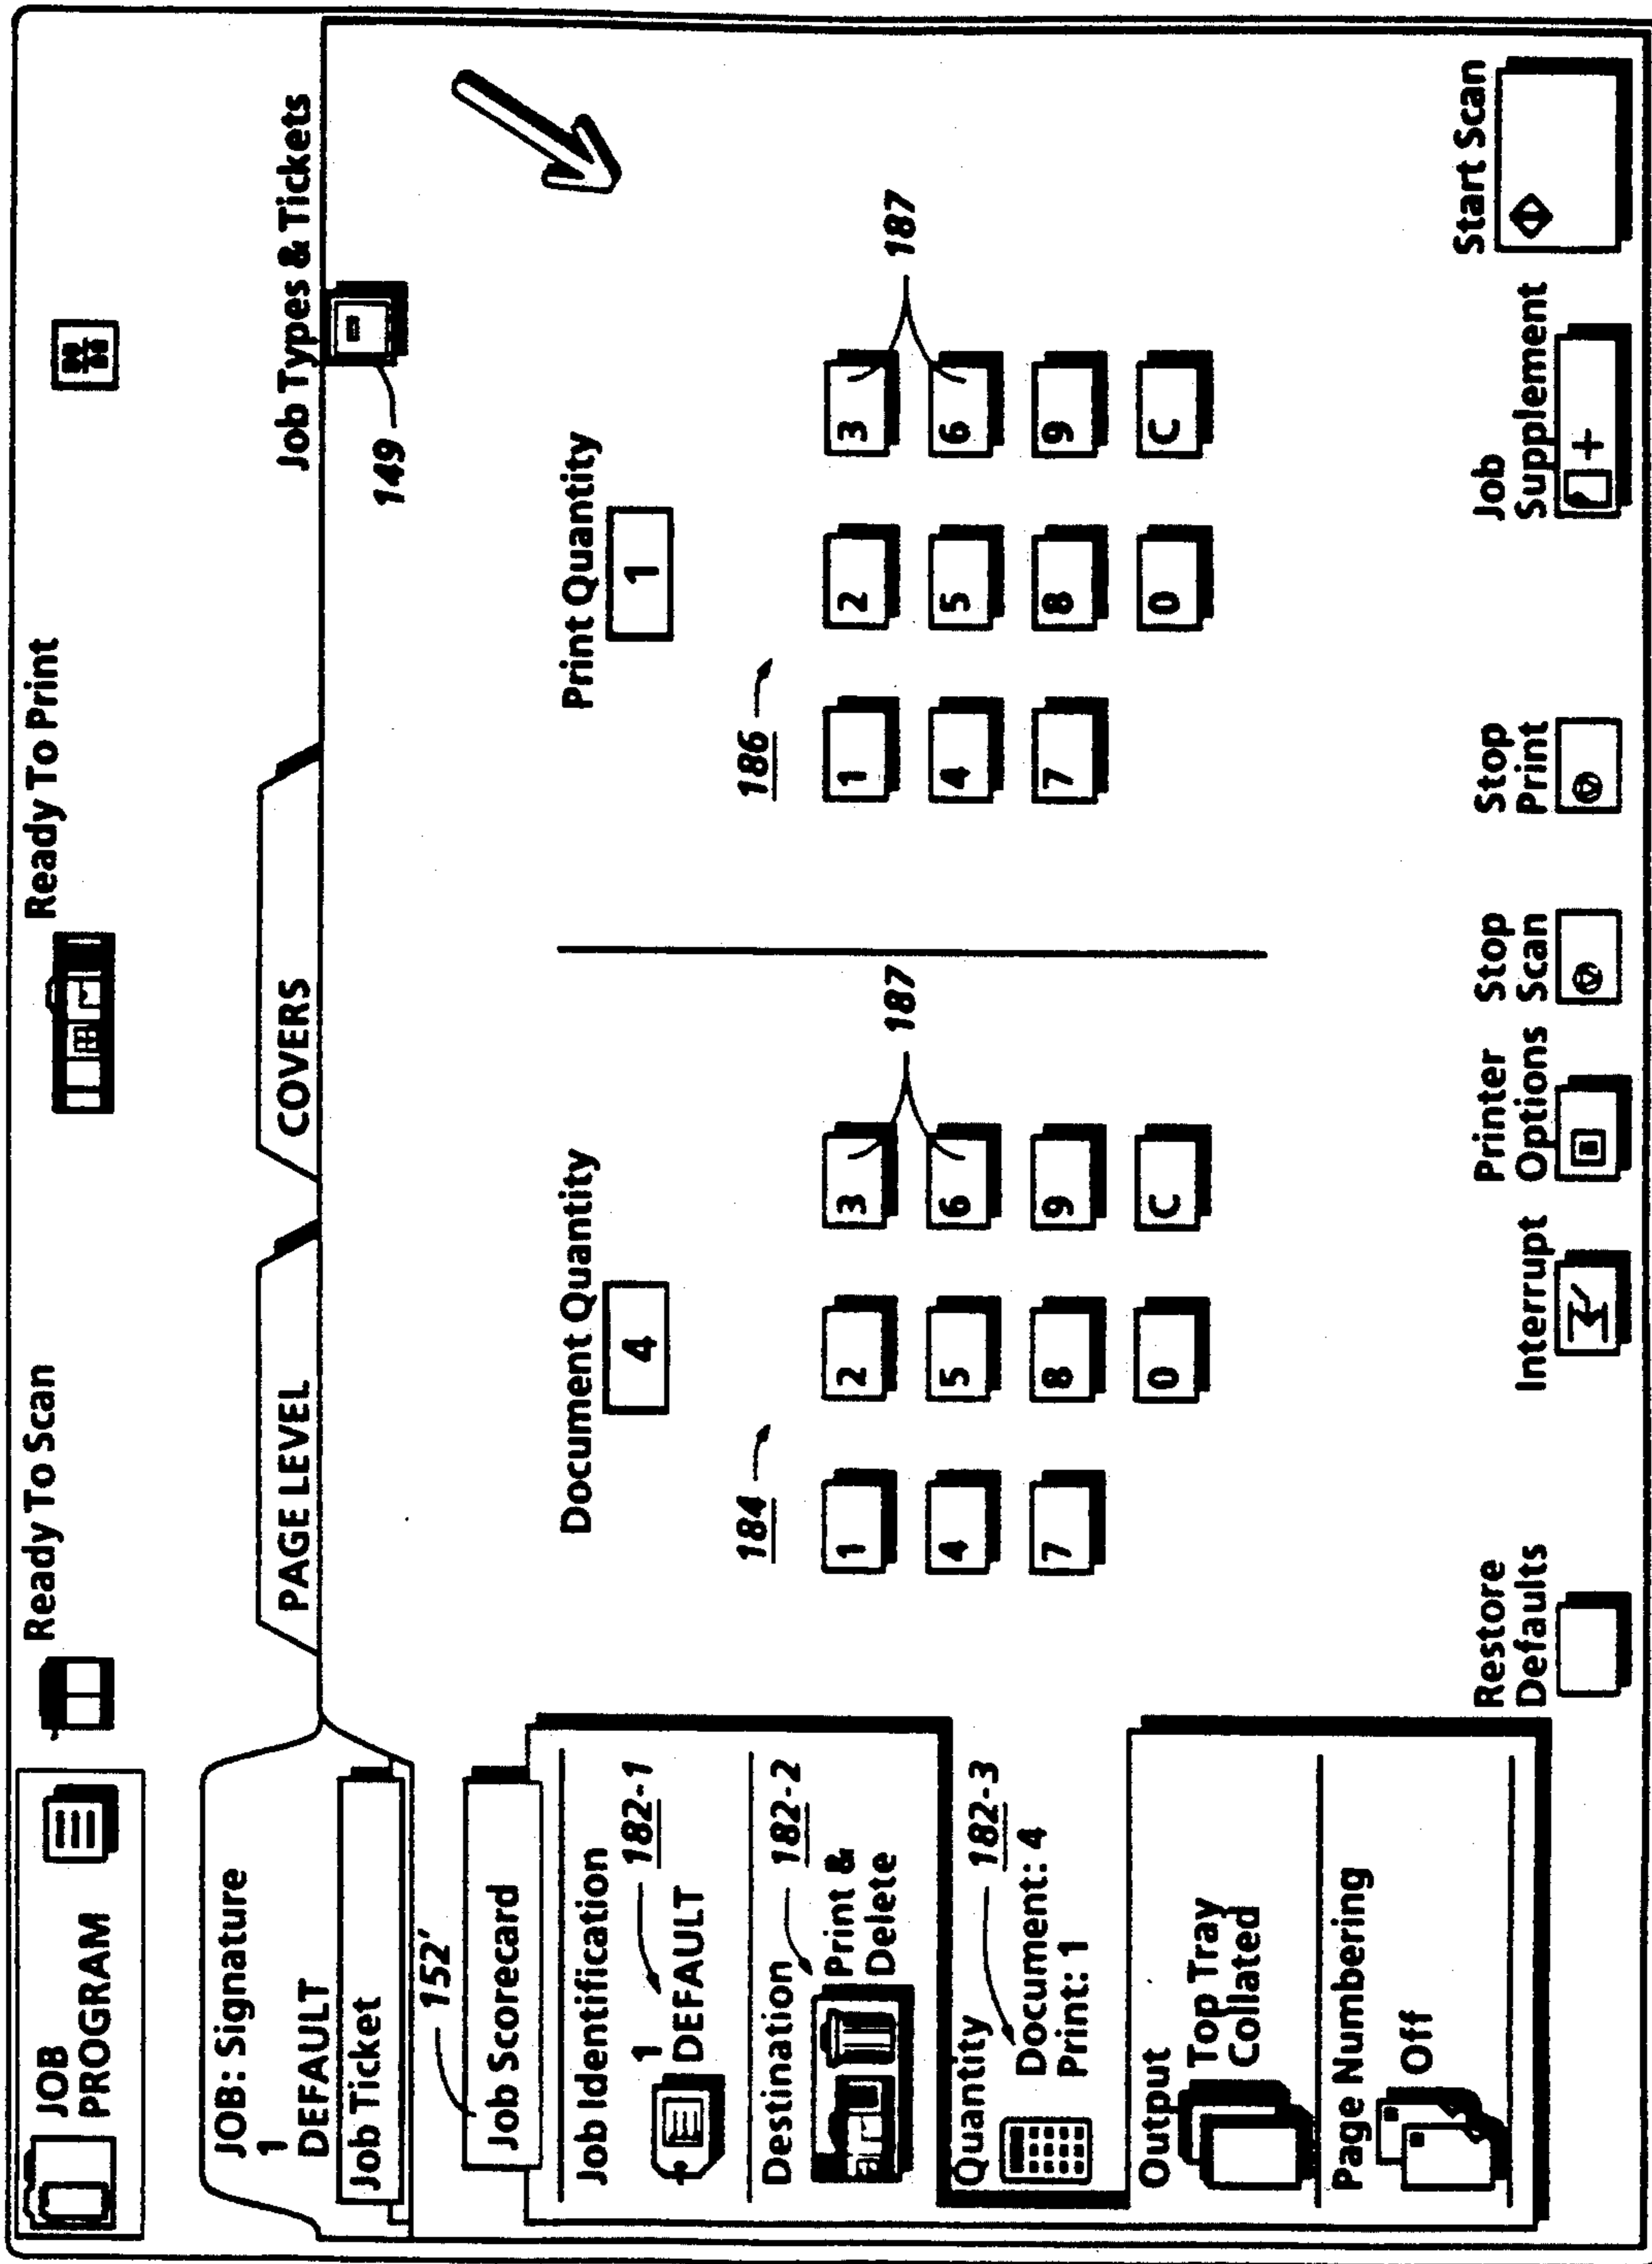 JOB
PROGRAM
Ready To Scan
Ready To Print
JOB: Signature
1
DEFAULT
PAGE LEVEL
COVERS
Job Types & Tickets
Job Ticket
149
152'
Job Scorecard
Job Identification
182-1
1
DEFAULT
Destination
182-2
Print &
Delete
Quantity
182-3
Document: 4
Print: 1
Output
Top Tray
Collated
Page Numbering
Off
Document Quantity
4
184
187
1 2 3
4 5 6
7 8 9
0 C
Print Quantity
1
186
187
1 2 3
4 5 6
7 8 9
0 C
Restore
Defaults
Interrupt
Printer
Options
Stop
Scan
Stop
Print
Job
Supplement
+
Start Scan